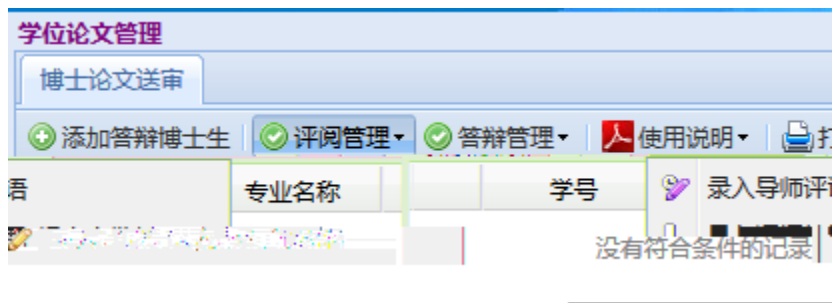 学位论文管理
博士论文送审
添加答辩博士生 评阅管理 答辩管理 使用说明
语 专业名称 学号 录入导师评
没有符合条件的记录